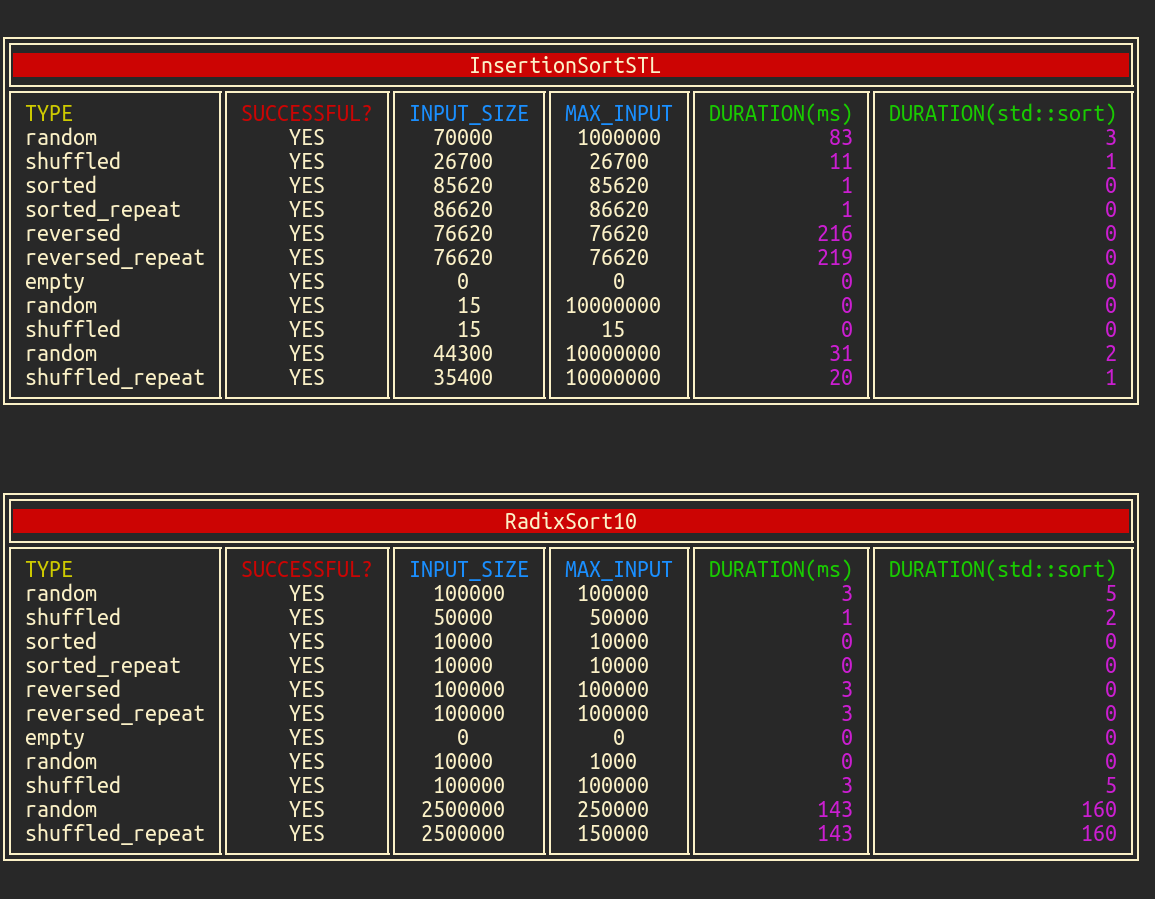 InsertionSortSTL
TYPE SUCCESSFUL? INPUT_SIZE MAX_INPUT DURATION(ms) DURATION(std::sort)
random YES 70000 1000000 83 3
shuffled YES 26700 26700 11 1
sorted YES 85620 85620 1 0
sorted_repeat YES 86620 86620 1 0
reversed YES 76620 76620 216 0
reversed_repeat YES 76620 76620 219 0
empty YES 0 0 0 0
random YES 15 10000000 0 0
shuffled YES 15 15 0 0
random YES 44300 10000000 31 2
shuffled_repeat YES 35400 10000000 20 1
RadixSort10
TYPE SUCCESSFUL? INPUT_SIZE MAX_INPUT DURATION(ms) DURATION(std::sort)
random YES 100000 100000 3 5
shuffled YES 50000 50000 1 2
sorted YES 10000 10000 0 0
sorted_repeat YES 10000 10000 0 0
reversed YES 100000 100000 3 0
reversed_repeat YES 100000 100000 3 0
empty YES 0 0 0 0
random YES 10000 1000 0 0
shuffled YES 100000 100000 3 5
random YES 2500000 250000 143 160
shuffled_repeat YES 2500000 150000 143 160